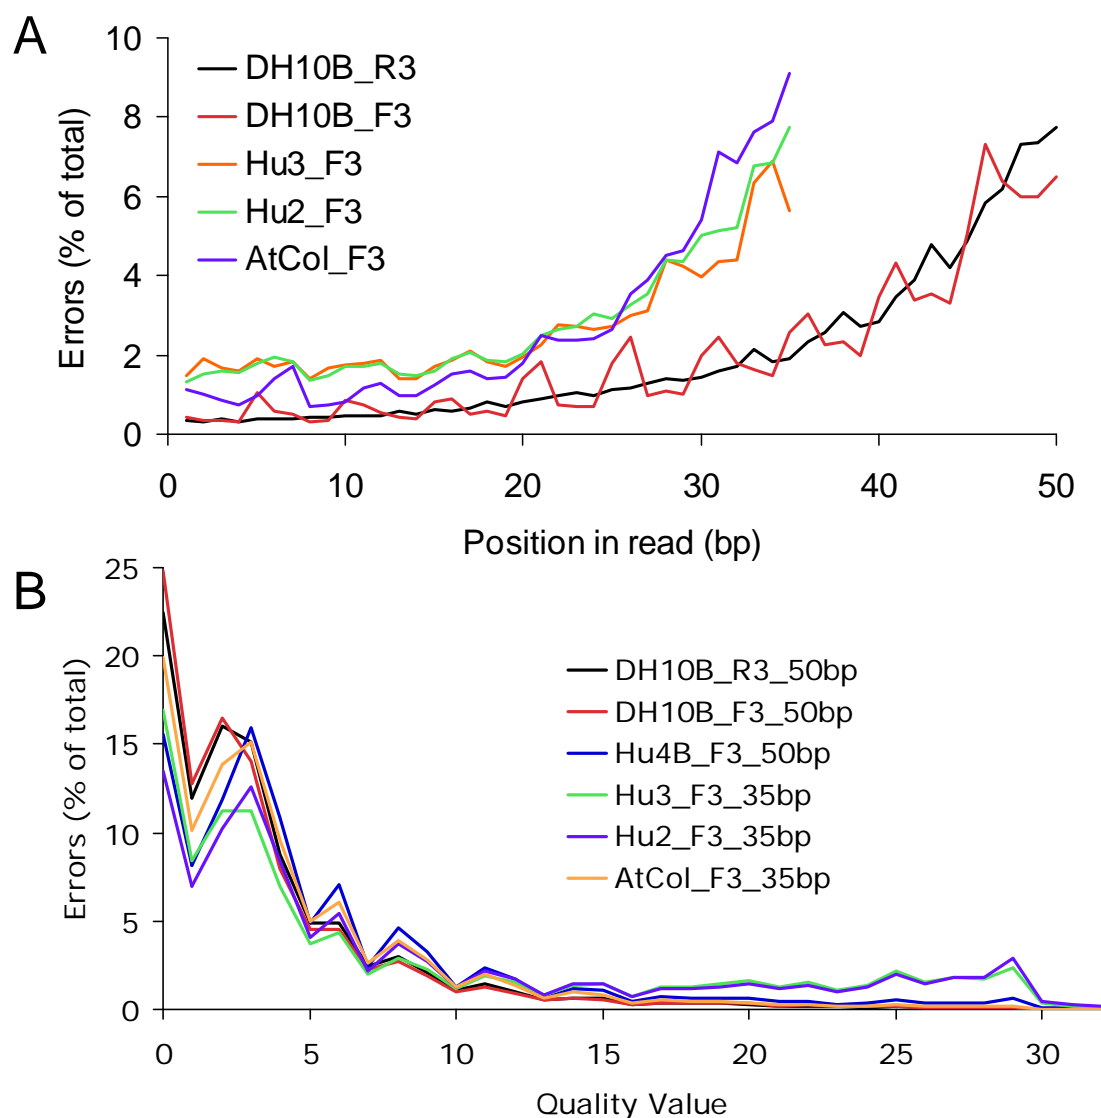 A
10
8
6
4
2
0
Errors (% of total)
DH10B_R3
DH10B_F3
Hu3_F3
Hu2_F3
AtCol_F3
0 10 20 30 40 50
Position in read (bp)
B
25
20
15
10
5
0
Errors (% of total)
DH10B_R3_50bp
DH10B_F3_50bp
Hu4B_F3_50bp
Hu3_F3_35bp
Hu2_F3_35bp
AtCol_F3_35bp
0 5 10 15 20 25 30
Quality Value